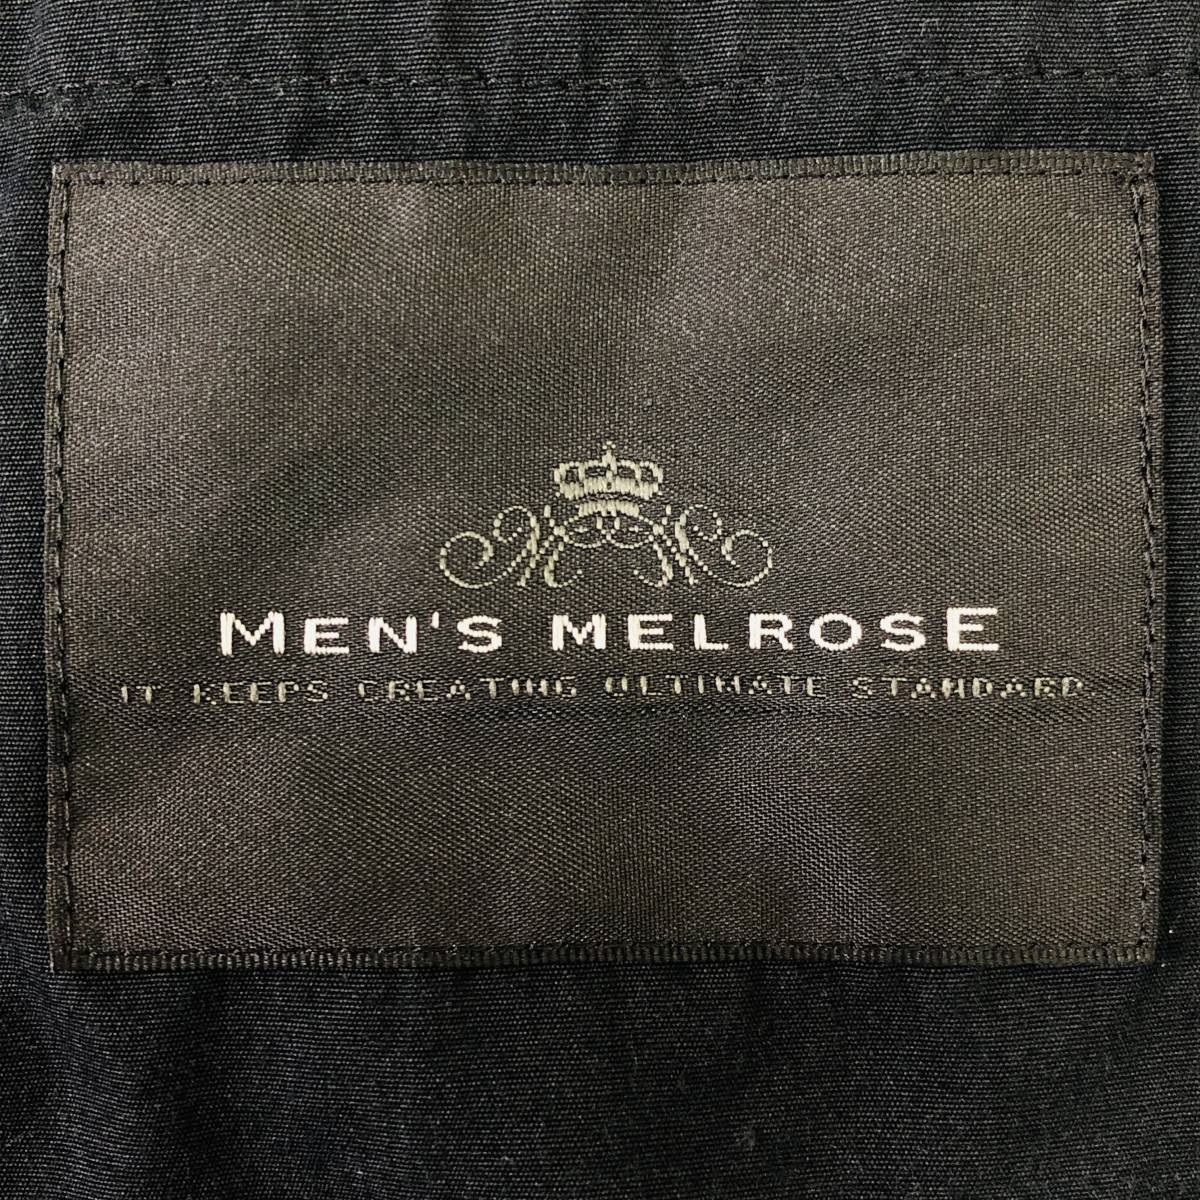 MEN'S MELROSE
IT KEEPS CREATING ULTIMATE STANDARD.